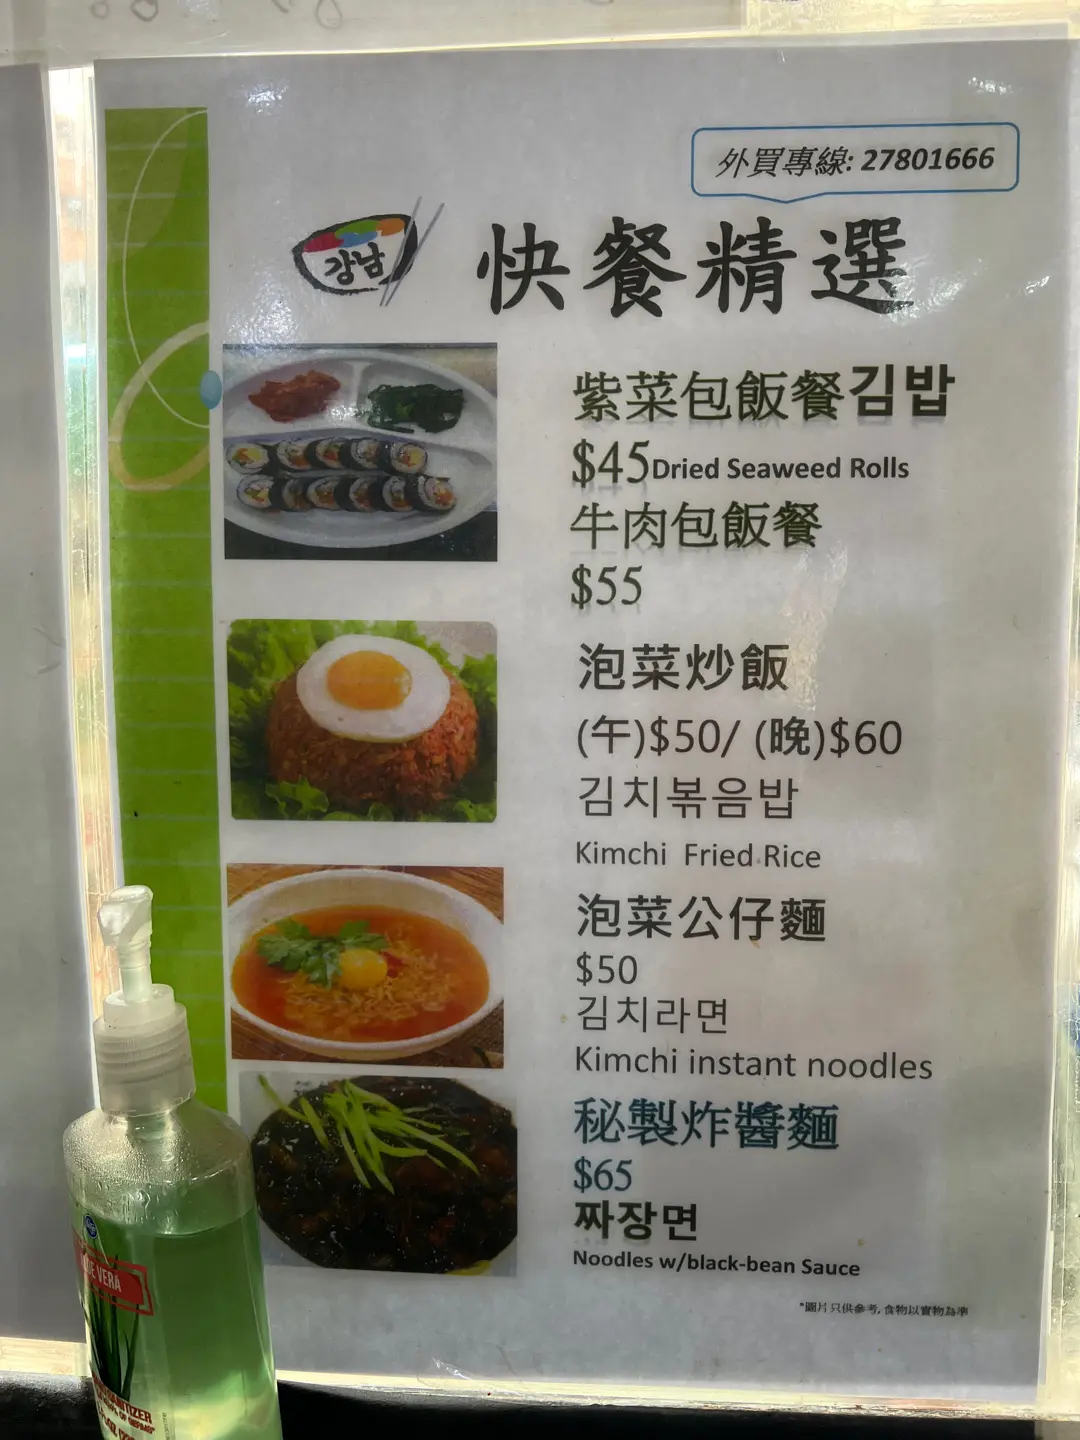 外買專線: 27801666
강남
快餐精選
紫菜包飯餐김밥
$45Dried Seaweed Rolls
牛肉包飯餐
$55
泡菜炒飯
(午)$50/ (晚)$60
김치볶음밥
Kimchi Fried Rice
泡菜公仔麵
$50
김치라면
Kimchi instant noodles
秘製炸醬麵
$65
짜장면
Noodles w/black-bean Sauce
*圖片只供參考, 食物以實物為準
VERA